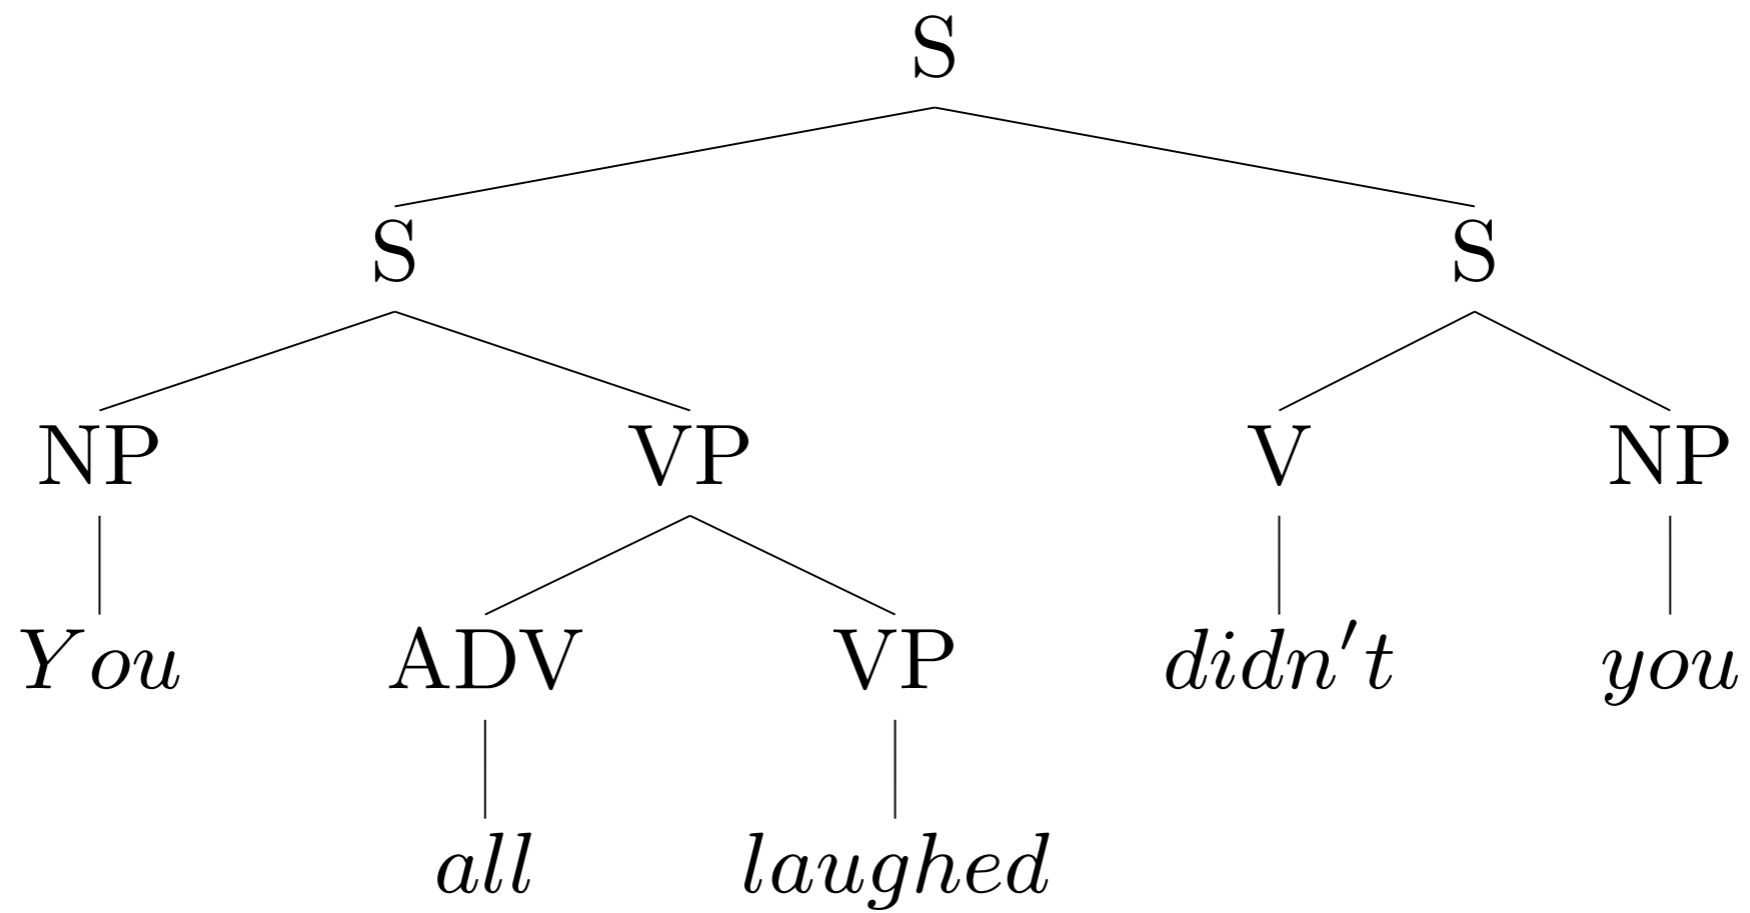 S
S S
NP VP V NP
You ADV VP didn't you
all laughed